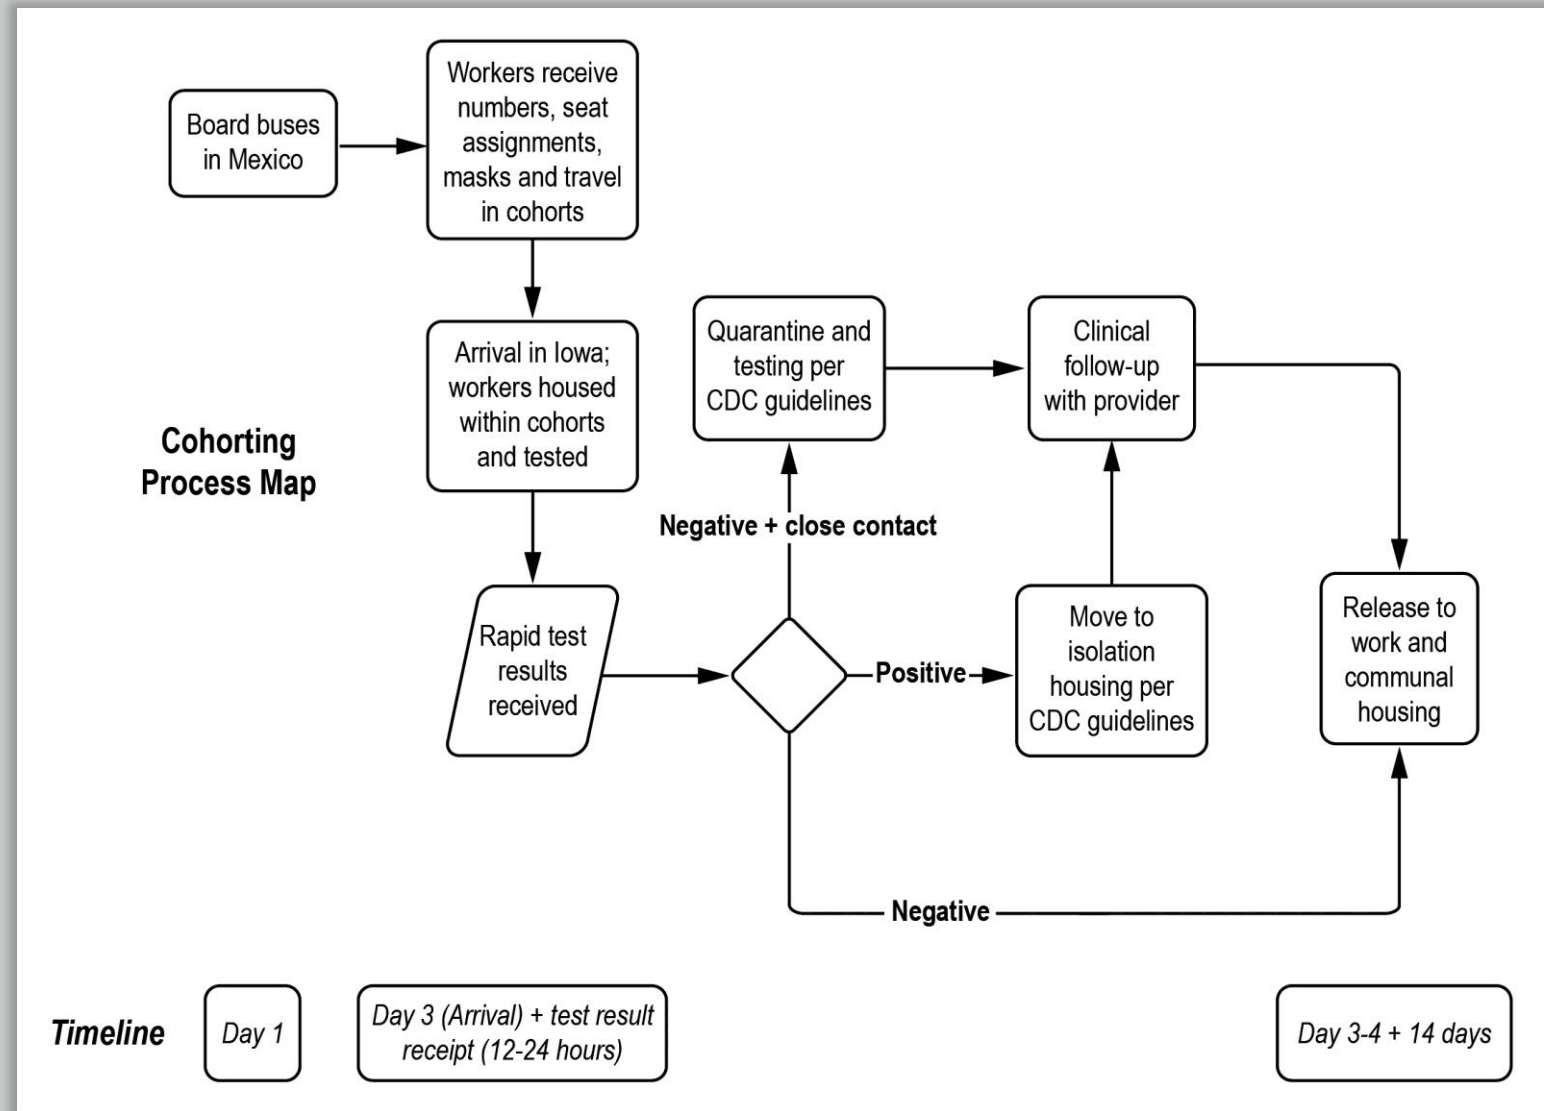 Board buses
in Mexico
Workers receive
numbers, seat
assignments,
masks and travel
in cohorts
Arrival in Iowa;
workers housed
within cohorts
and tested
Quarantine and
testing per
CDC guidelines
Clinical
follow-up
with provider
Cohorting
Process Map
Negative + close contact
Rapid test
results
received
Positive
Move to
isolation
housing per
CDC guidelines
Release to
work and
communal
housing
Negative
Timeline
Day 1
Day 3 (Arrival) + test result
receipt (12-24 hours)
Day 3-4 + 14 days